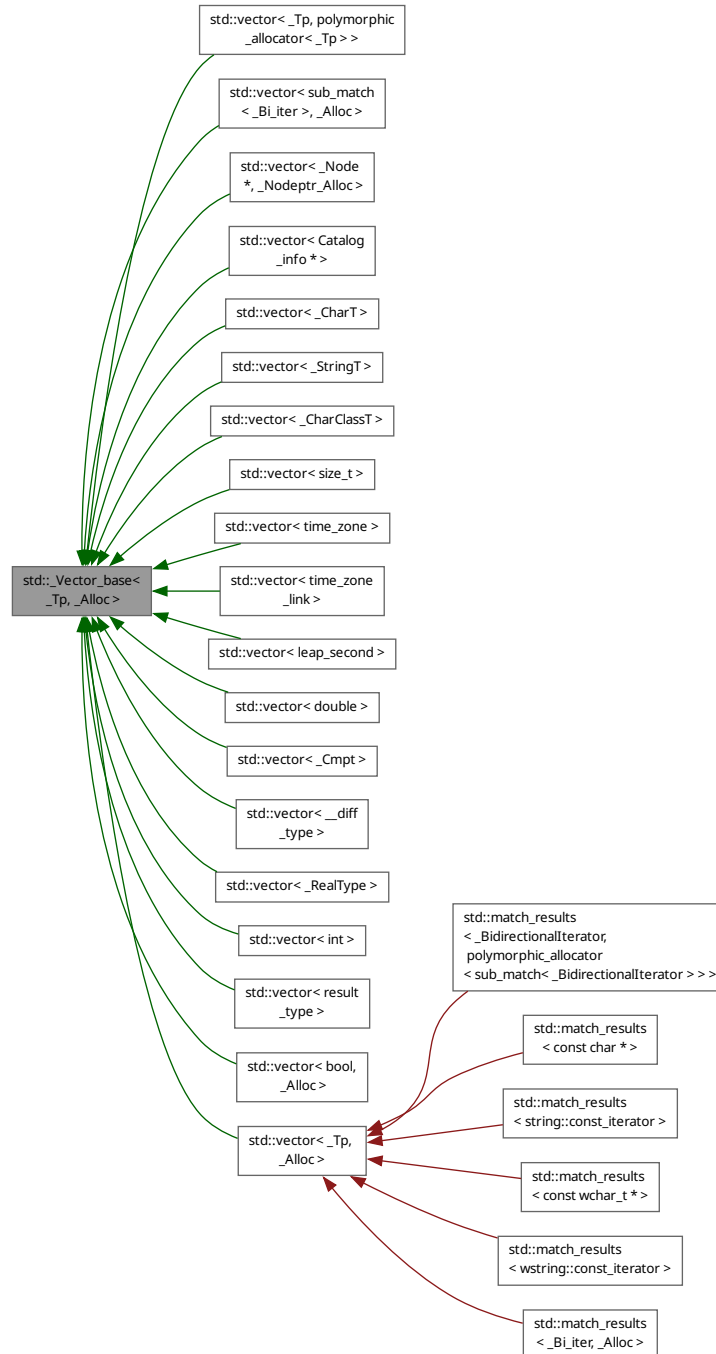 std::vector< _Tp, polymorphic
_allocator< _Tp > >
std::vector< sub_match
< _Bi_iter >, _Alloc >
std::vector< _Node
*, _Nodeptr_Alloc >
std::vector< Catalog
_info * >
std::vector< _CharT >
std::vector< _StringT >
std::vector< _CharClassT >
std::vector< size_t >
std::vector< time_zone >
std::_Vector_base<
_Tp, _Alloc >
std::vector< time_zone
_link >
std::vector< leap_second >
std::vector< double >
std::vector< _Cmpt >
std::vector< __diff
_type >
std::vector< _RealType >
std::vector< int >
std::vector< result
_type >
std::vector< bool,
_Alloc >
std::vector< _Tp,
_Alloc >
std::match_results
< _BidirectionalIterator,
polymorphic_allocator
< sub_match< _BidirectionalIterator > > >
std::match_results
< const char * >
std::match_results
< string::const_iterator >
std::match_results
< const wchar_t * >
std::match_results
< wstring::const_iterator >
std::match_results
< _Bi_iter, _Alloc >